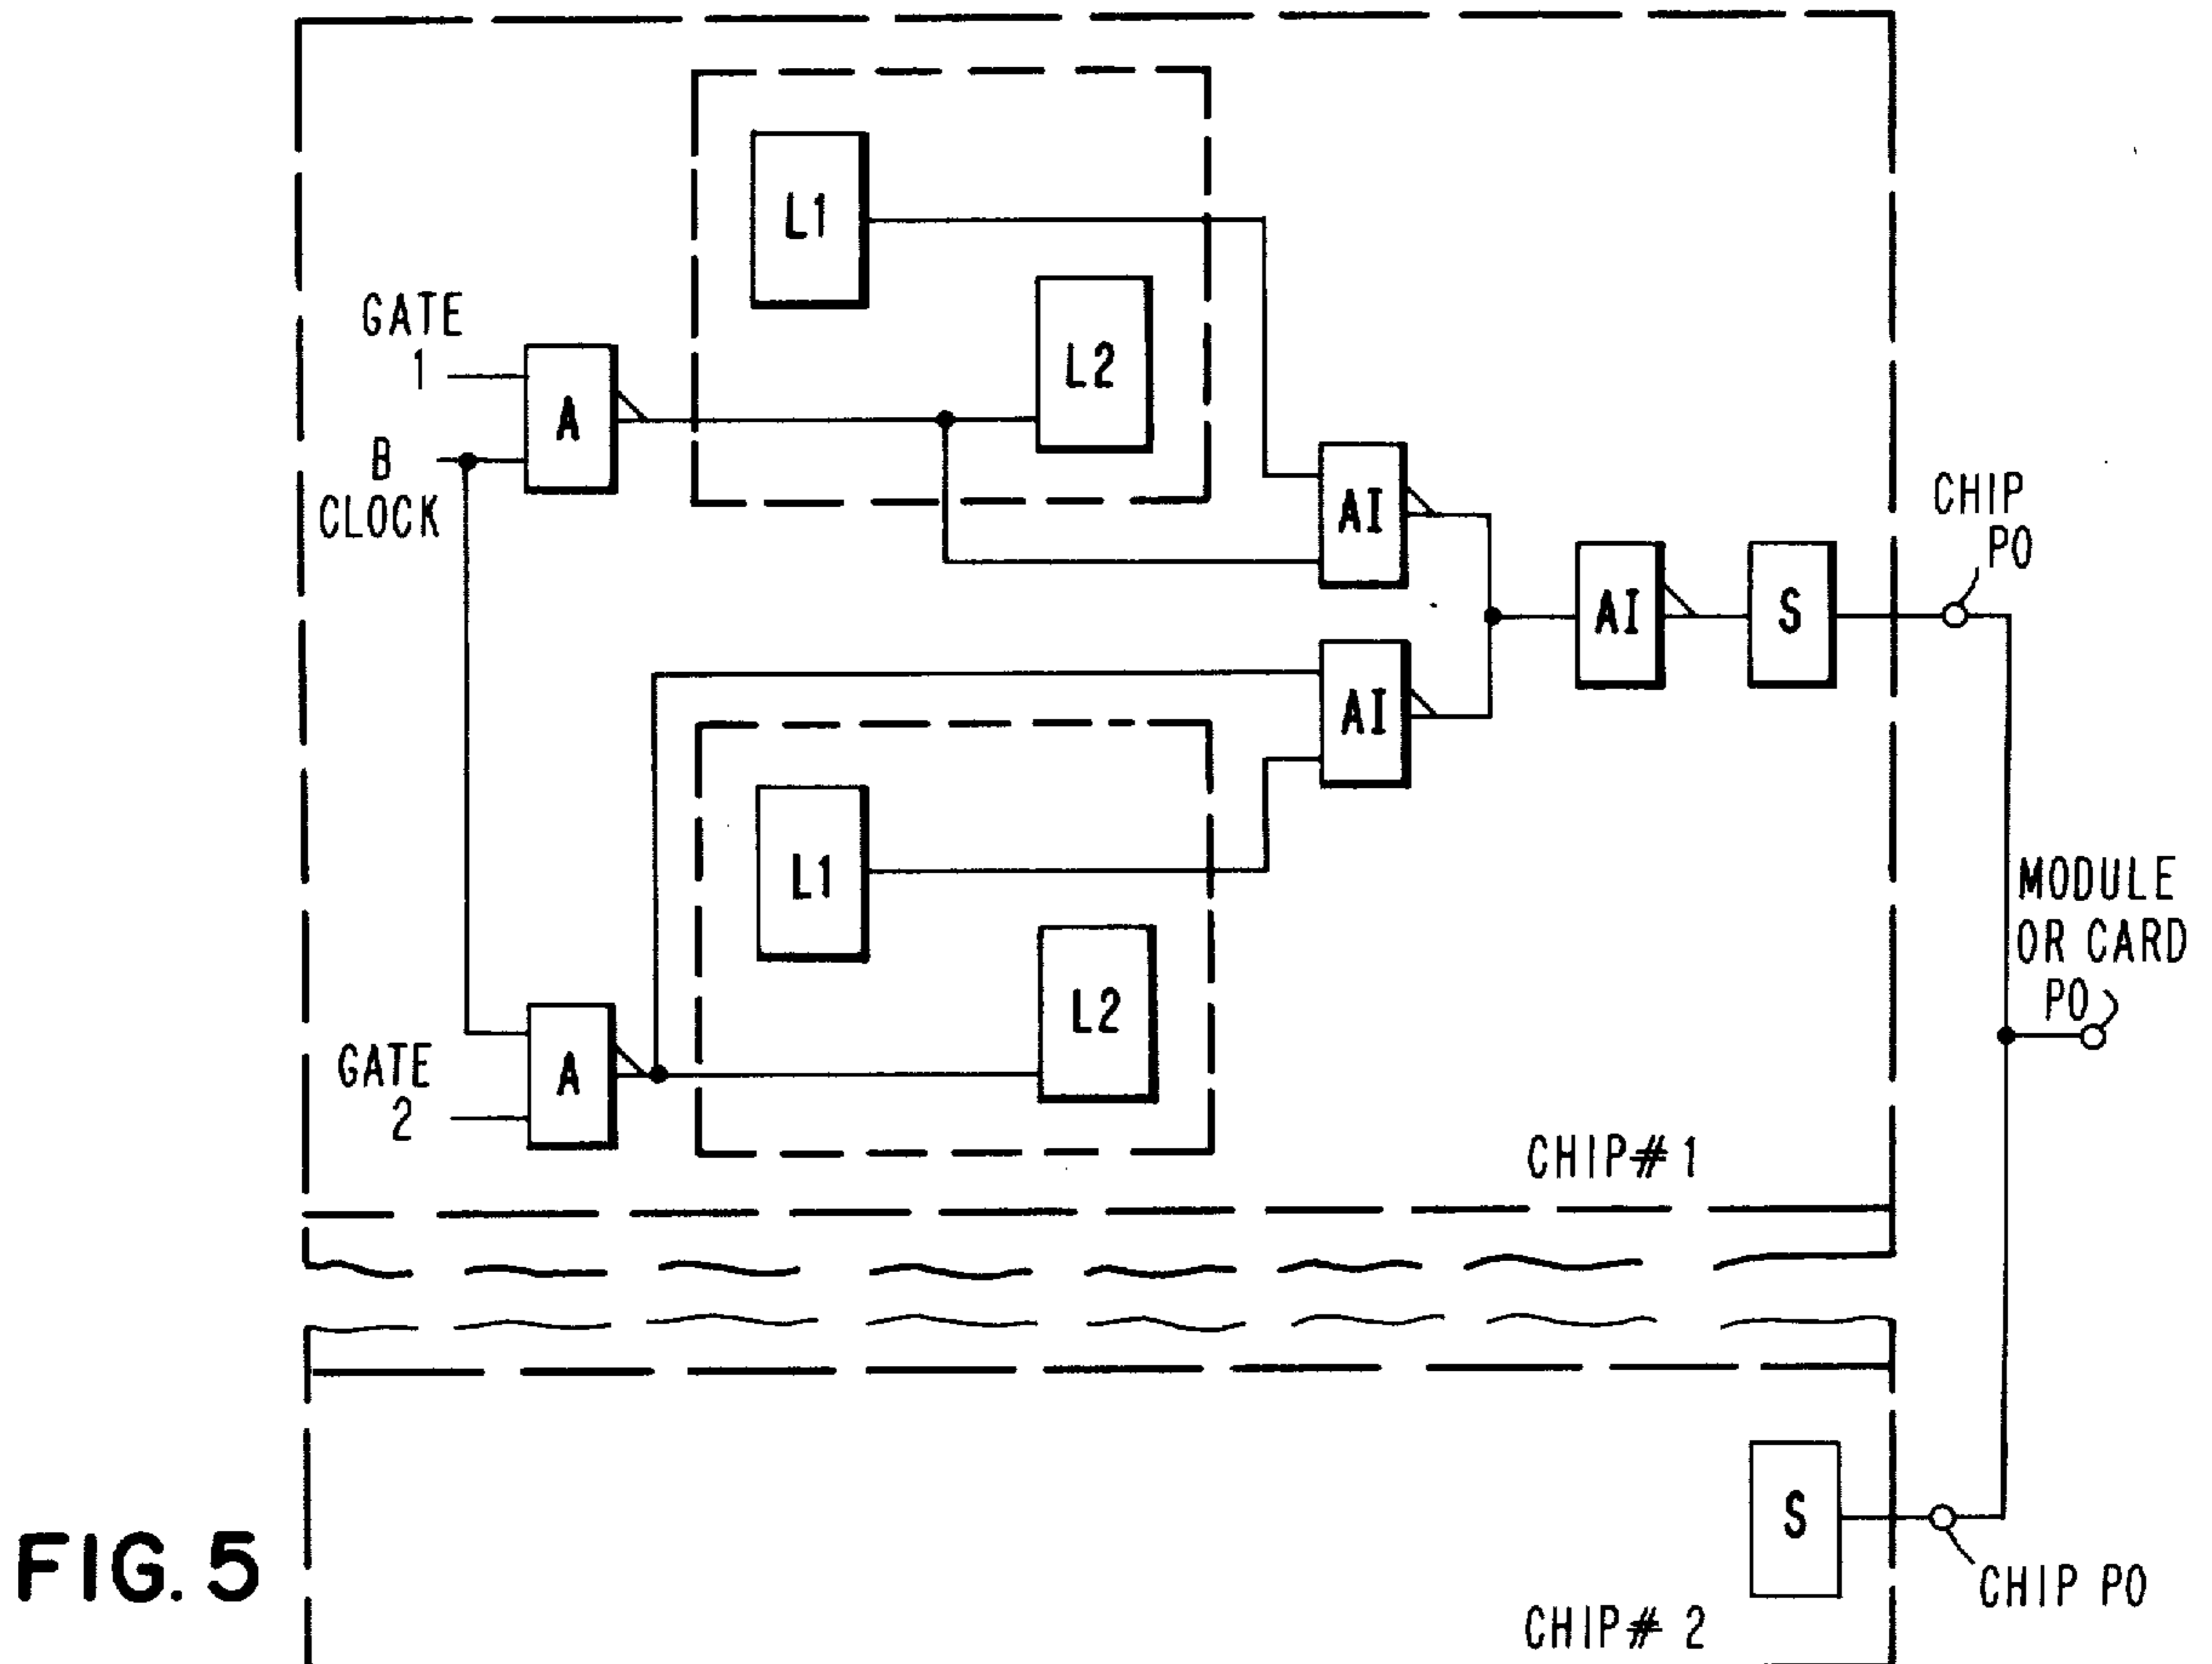 L1
L2
GATE
1
A
B
CLOCK
AI
CHIP
PO
AI
S
AI
MODULE
OR CARD
PO
L1
L2
GATE
2
A
CHIP# 1
S
CHIP PO
CHIP# 2
FIG. 5